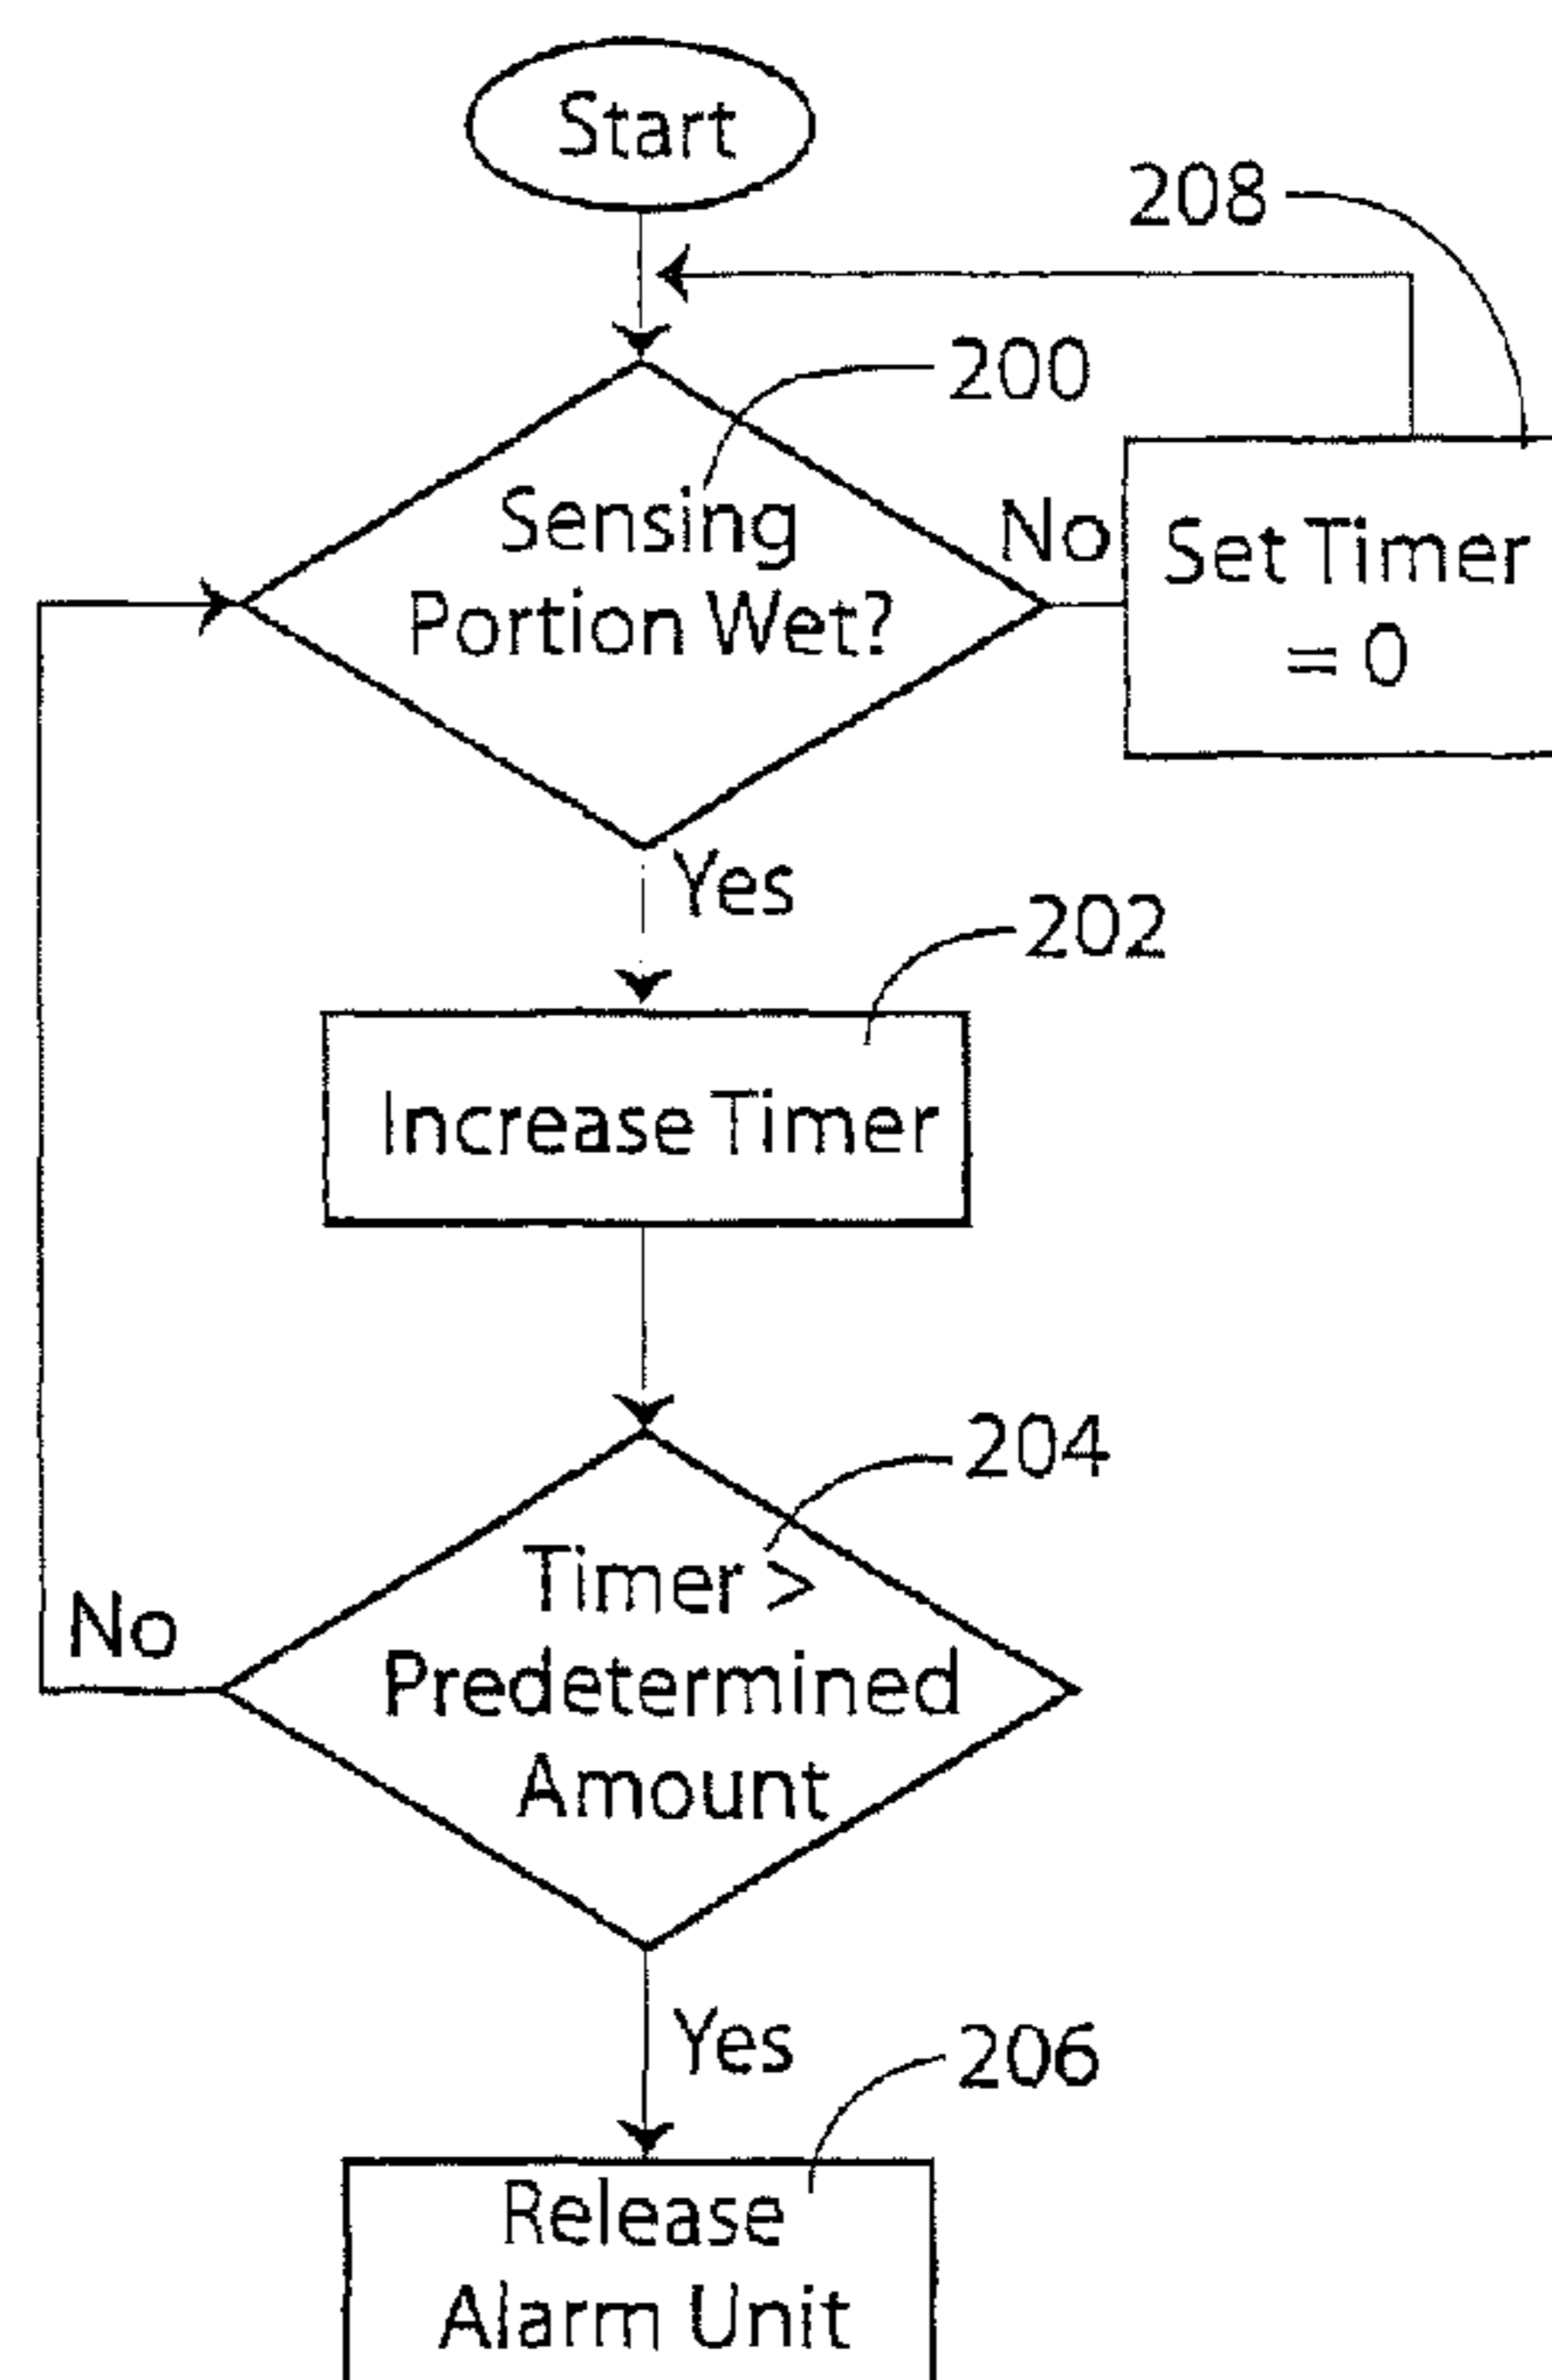 Start
208
200
Sensing
Portion Wet?
No
Set Timer
= 0
Yes
202
Increase Timer
204
Timer >
Predetermined
Amount
No
Yes
206
Release
Alarm Unit